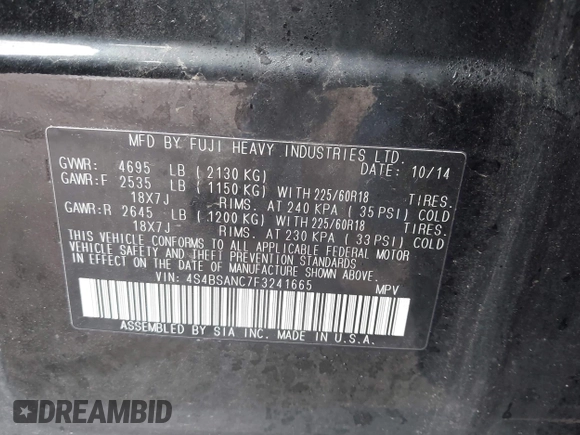 MFD BY FUJI HEAVY INDUSTRIES LTD.
GVWR: 4695 LB (2130 KG) DATE: 10/14
GAWR:F 2535 LB (1150 KG) WITH 225/60R18 TIRES.
18X7J RIMS. AT 240 KPA (35 PSI) COLD
GAWR:R 2645 LB (1200 KG) WITH 225/60R18 TIRES.
18X7J RIMS. AT 230 KPA (33 PSI) COLD
THIS VEHICLE CONFORMS TO ALL APPLICABLE FEDERAL MOTOR
VEHICLE SAFETY AND THEFT PREVENTION STANDARDS IN EFFECT
ON THE DATE OF MANUFACTURE SHOWN ABOVE.
VIN: 4S4BSANC7F3241665 MPV
ASSEMBLED BY SIA INC. MADE IN U.S.A.
DREAMBID